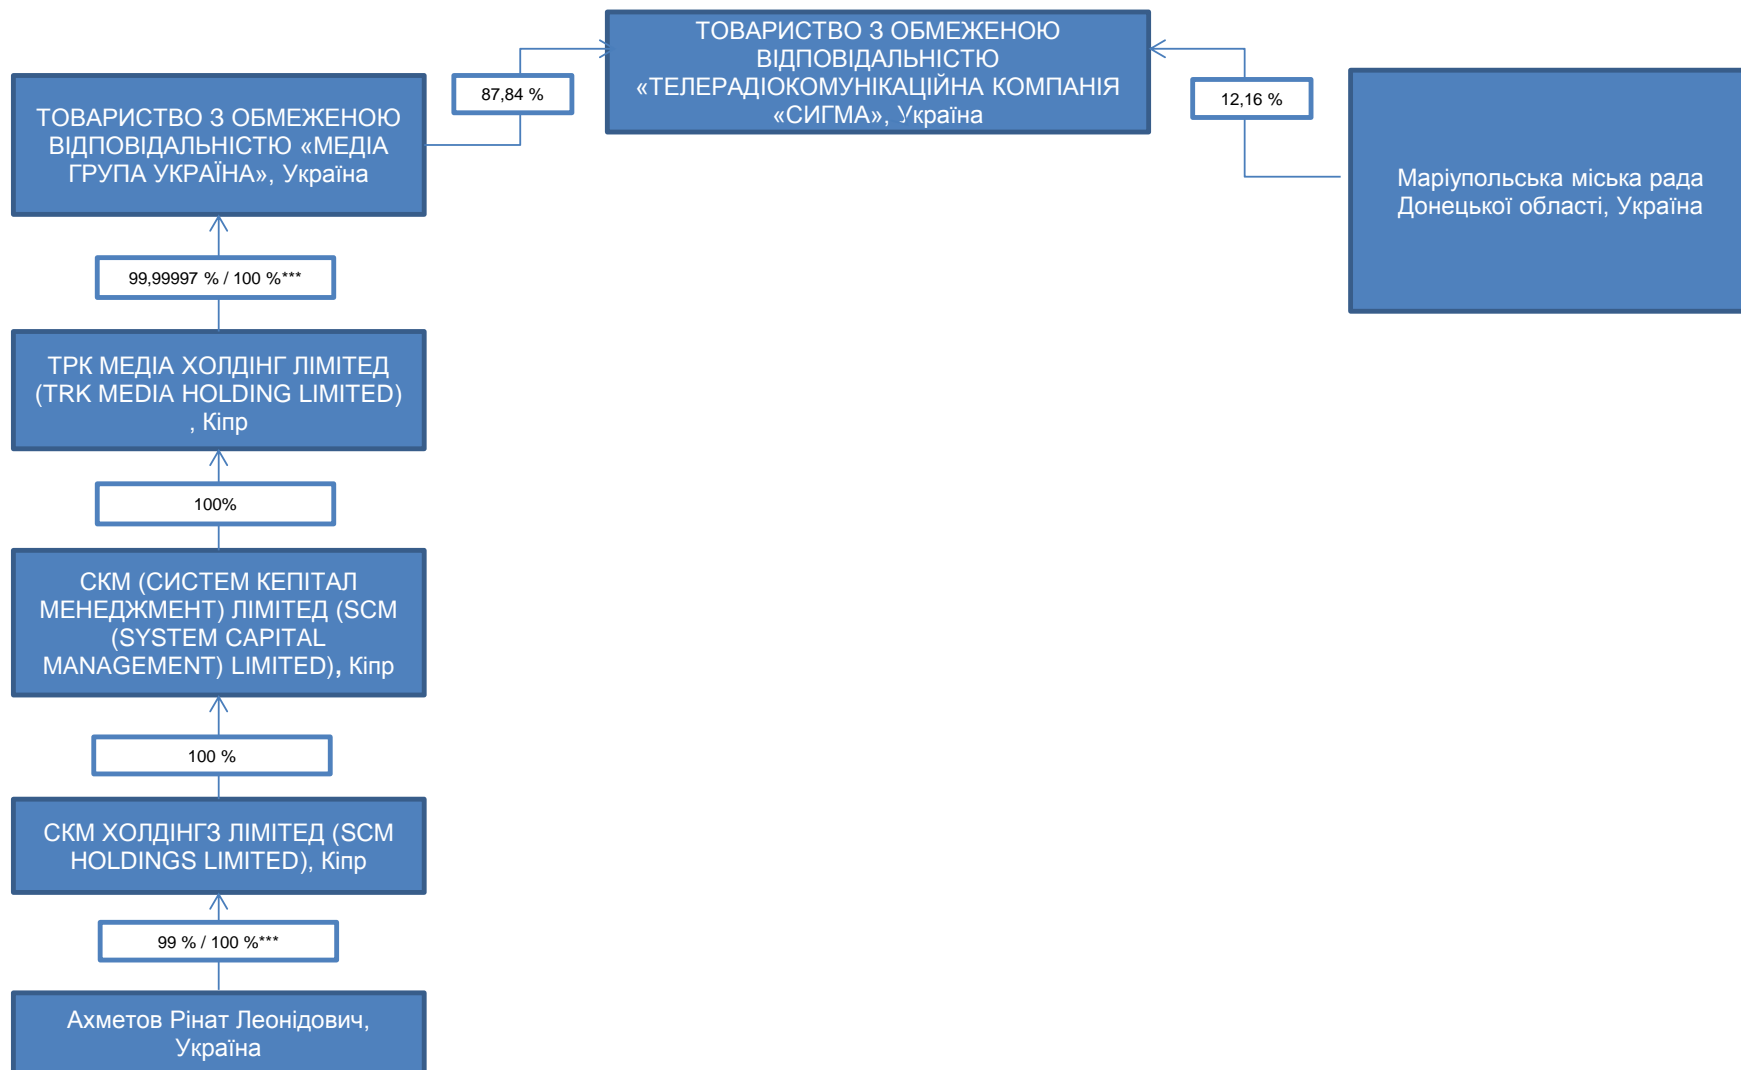 ТОВАРИСТВО З ОБМЕЖЕНОЮ
ВІДПОВІДАЛЬНІСТЮ
«ТЕЛЕРАДІОКОМУНІКАЦІЙНА КОМПАНІЯ
«СИГМА», Україна
87,84 %
12,16 %
ТОВАРИСТВО З ОБМЕЖЕНОЮ
ВІДПОВІДАЛЬНІСТЮ «МЕДІА
ГРУПА УКРАЇНА», Україна
Маріупольська міська рада
Донецької області, Україна
99,99997 % / 100 %***
ТРК МЕДІА ХОЛДІНГ ЛІМІТЕД
(TRK MEDIA HOLDING LIMITED)
, Кіпр
100%
СКМ (СИСТЕМ КЕПІТАЛ
МЕНЕДЖМЕНТ) ЛІМІТЕД (SCM
(SYSTEM CAPITAL
MANAGEMENT) LIMITED), Кіпр
100 %
СКМ ХОЛДІНГЗ ЛІМІТЕД (SCM
HOLDINGS LIMITED), Кіпр
99 % / 100 %***
Ахметов Рінат Леонідович,
Україна